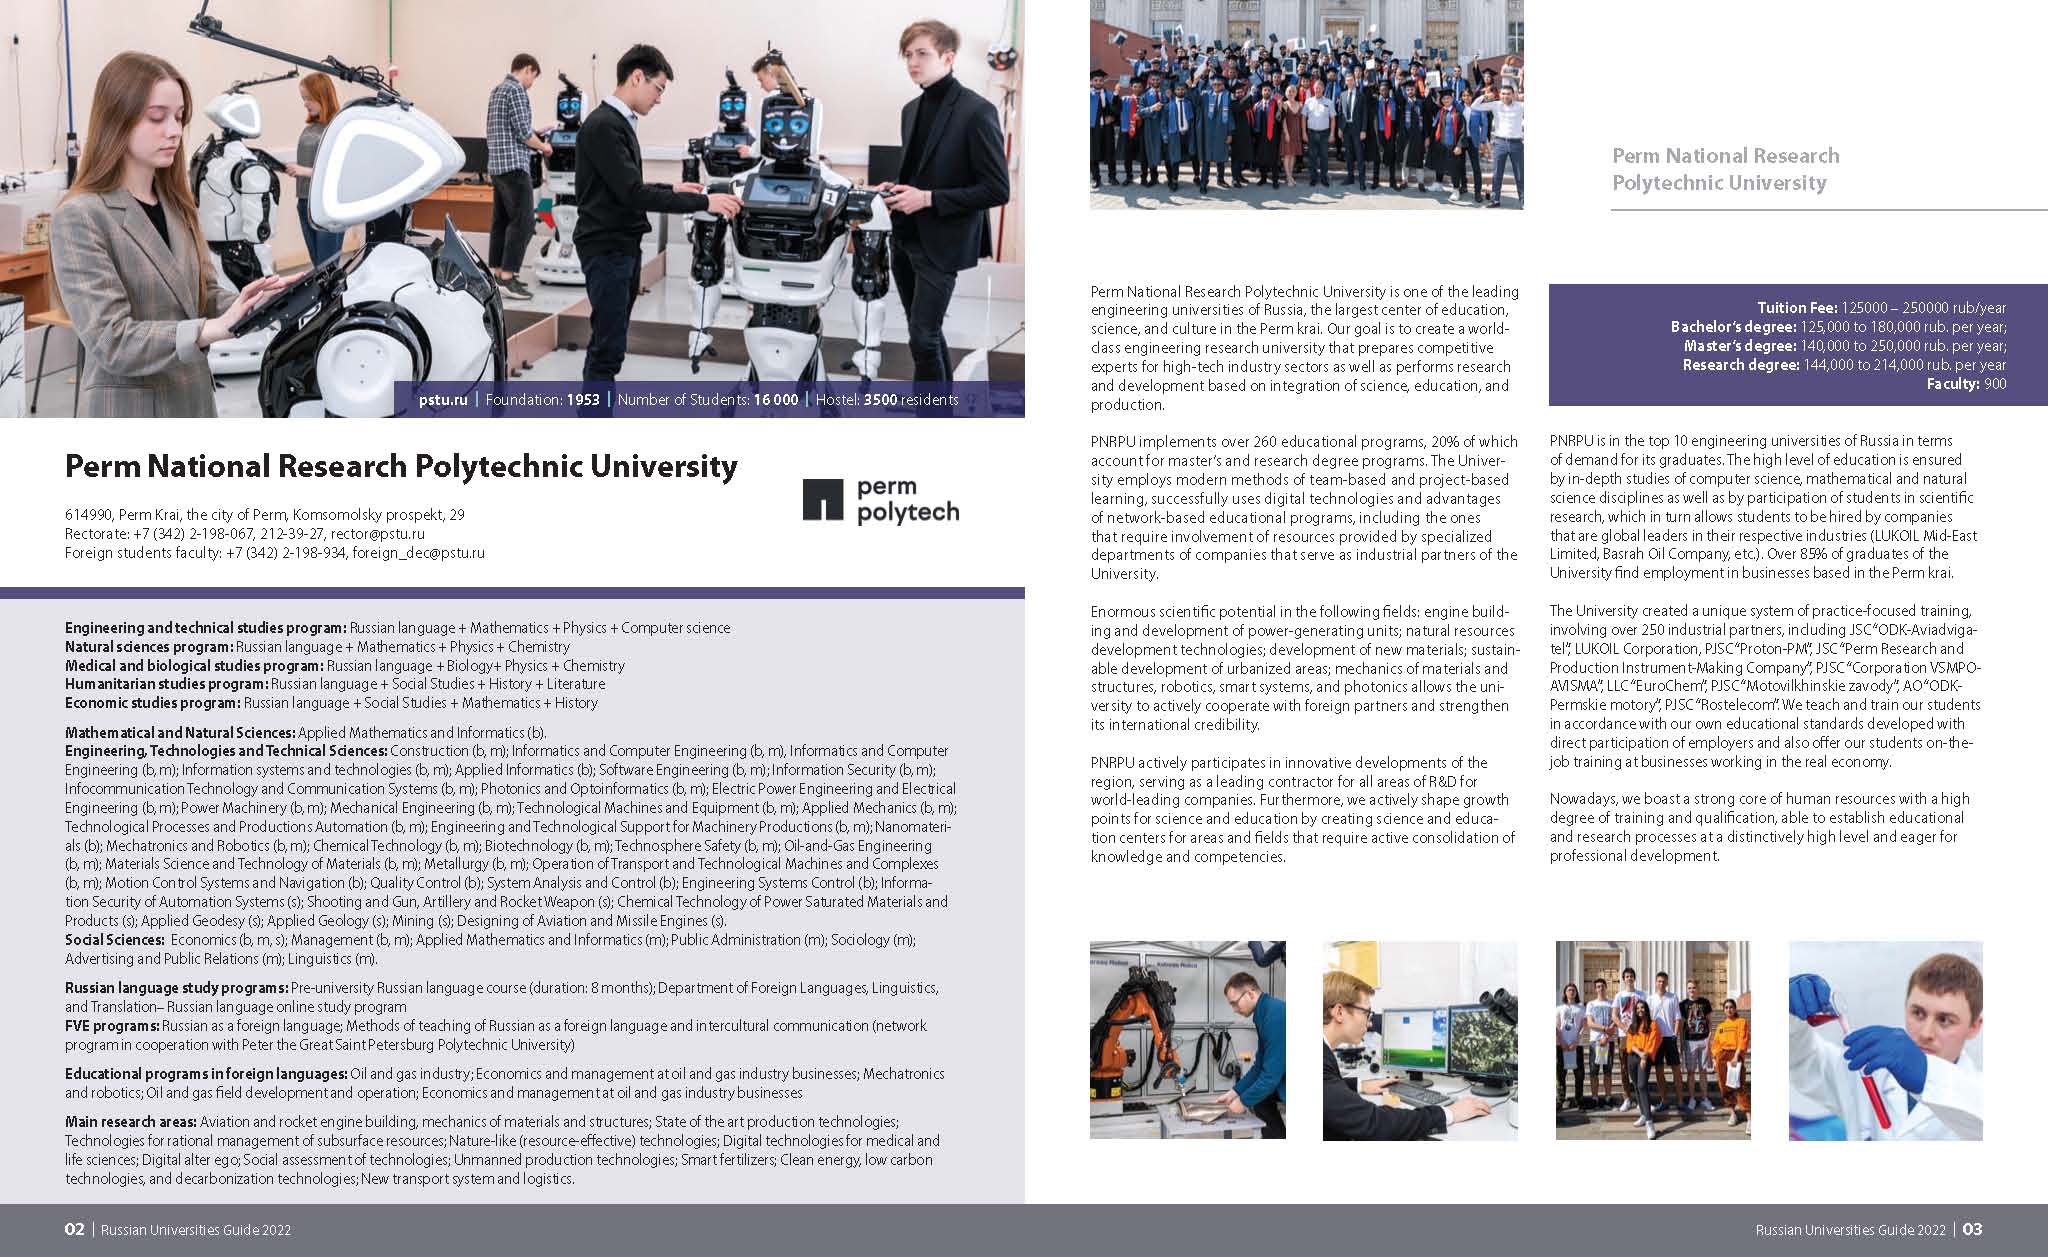 pstu.ru | Foundation: 1953 | Number of Students: 16 000 | Hostel: 3500 residents
Perm National Research Polytechnic University
perm
polytech
614990, Perm Krai, the city of Perm, Komsomolsky prospekt, 29
Rectorate: +7 (342) 2-198-067, 212-39-27, rector@pstu.ru
Foreign students faculty: +7 (342) 2-198-934, foreign_dec@pstu.ru
Engineering and technical studies program: Russian language + Mathematics + Physics + Computer science
Natural sciences program: Russian language + Mathematics + Physics + Chemistry
Medical and biological studies program: Russian language + Biology+ Physics + Chemistry
Humanitarian studies program: Russian language + Social Studies + History + Literature
Economic studies program: Russian language + Social Studies + Mathematics + History
Mathematical and Natural Sciences: Applied Mathematics and Informatics (b).
Engineering, Technologies and Technical Sciences: Construction (b, m); Informatics and Computer Engineering (b, m), Informatics and Computer
Engineering (b, m); Information systems and technologies (b, m); Applied Informatics (b); Software Engineering (b, m); Information Security (b, m);
Infocommunication Technology and Communication Systems (b, m); Photonics and Optoinformatics (b, m); Electric Power Engineering and Electrical
Engineering (b, m); Power Machinery (b, m); Mechanical Engineering (b, m); Technological Machines and Equipment (b, m); Applied Mechanics (b, m);
Technological Processes and Productions Automation (b, m); Engineering and Technological Support for Machinery Productions (b, m); Nanomateri-
als (b); Mechatronics and Robotics (b, m); Chemical Technology (b, m); Biotechnology (b, m); Technosphere Safety (b, m); Oil-and-Gas Engineering
(b, m); Materials Science and Technology of Materials (b, m); Metallurgy (b, m); Operation of Transport and Technological Machines and Complexes
(b, m); Motion Control Systems and Navigation (b); Quality Control (b); System Analysis and Control (b); Engineering Systems Control (b); Informa-
tion Security of Automation Systems (s); Shooting and Gun, Artillery and Rocket Weapon (s); Chemical Technology of Power Saturated Materials and
Products (s); Applied Geodesy (s); Applied Geology (s); Mining (s); Designing of Aviation and Missile Engines (s).
Social Sciences: Economics (b, m, s); Management (b, m); Applied Mathematics and Informatics (m); Public Administration (m); Sociology (m);
Advertising and Public Relations (m); Linguistics (m).
Russian language study programs: Pre-university Russian language course (duration: 8 months); Department of Foreign Languages, Linguistics,
and Translation– Russian language online study program
FVE programs: Russian as a foreign language; Methods of teaching of Russian as a foreign language and intercultural communication (network
program in cooperation with Peter the Great Saint Petersburg Polytechnic University)
Educational programs in foreign languages: Oil and gas industry; Economics and management at oil and gas industry businesses; Mechatronics
and robotics; Oil and gas field development and operation; Economics and management at oil and gas industry businesses
Main research areas: Aviation and rocket engine building, mechanics of materials and structures; State of the art production technologies;
Technologies for rational management of subsurface resources; Nature-like (resource-effective) technologies; Digital technologies for medical and
life sciences; Digital alter ego; Social assessment of technologies; Unmanned production technologies; Smart fertilizers; Clean energy, low carbon
technologies, and decarbonization technologies; New transport system and logistics.
02 | Russian Universities Guide 2022
Perm National Research
Polytechnic University
Perm National Research Polytechnic University is one of the leading
engineering universities of Russia, the largest center of education,
science, and culture in the Perm krai. Our goal is to create a world-
class engineering research university that prepares competitive
experts for high-tech industry sectors as well as performs research
and development based on integration of science, education, and
production.
PNRPU implements over 260 educational programs, 20% of which
account for master's and research degree programs. The Univer-
sity employs modern methods of team-based and project-based
learning, successfully uses digital technologies and advantages
of network-based educational programs, including the ones
that require involvement of resources provided by specialized
departments of companies that serve as industrial partners of the
University.
Enormous scientific potential in the following fields: engine build-
ing and development of power-generating units; natural resources
development technologies; development of new materials; sustain-
able development of urbanized areas; mechanics of materials and
structures, robotics, smart systems, and photonics allows the uni-
versity to actively cooperate with foreign partners and strengthen
its international credibility.
PNRPU actively participates in innovative developments of the
region, serving as a leading contractor for all areas of R&D for
world-leading companies. Furthermore, we actively shape growth
points for science and education by creating science and educa-
tion centers for areas and fields that require active consolidation of
knowledge and competencies.
Tuition Fee: 125000 – 250000 rub/year
Bachelor's degree: 125,000 to 180,000 rub. per year;
Master's degree: 140,000 to 250,000 rub. per year;
Research degree: 144,000 to 214,000 rub. per year
Faculty: 900
PNRPU is in the top 10 engineering universities of Russia in terms
of demand for its graduates. The high level of education is ensured
by in-depth studies of computer science, mathematical and natural
science disciplines as well as by participation of students in scientific
research, which in turn allows students to be hired by companies
that are global leaders in their respective industries (LUKOIL Mid-East
Limited, Basrah Oil Company, etc.). Over 85% of graduates of the
University find employment in businesses based in the Perm krai.
The University created a unique system of practice-focused training,
involving over 250 industrial partners, including JSC "ODK-Aviadviga-
tel", LUKOIL Corporation, PJSC "Proton-PM", JSC "Perm Research and
Production Instrument-Making Company", PJSC "Corporation VSMPO-
AVISMA", LLC "EuroChem", PJSC "Motovilkhinskie zavody", AO "ODK-
Permskie motory", PJSC "Rostelecom". We teach and train our students
in accordance with our own educational standards developed with
direct participation of employers and also offer our students on-the-
job training at businesses working in the real economy.
Nowadays, we boast a strong core of human resources with a high
degree of training and qualification, able to establish educational
and research processes at a distinctively high level and eager for
professional development.
Russian Universities Guide 2022 | 03